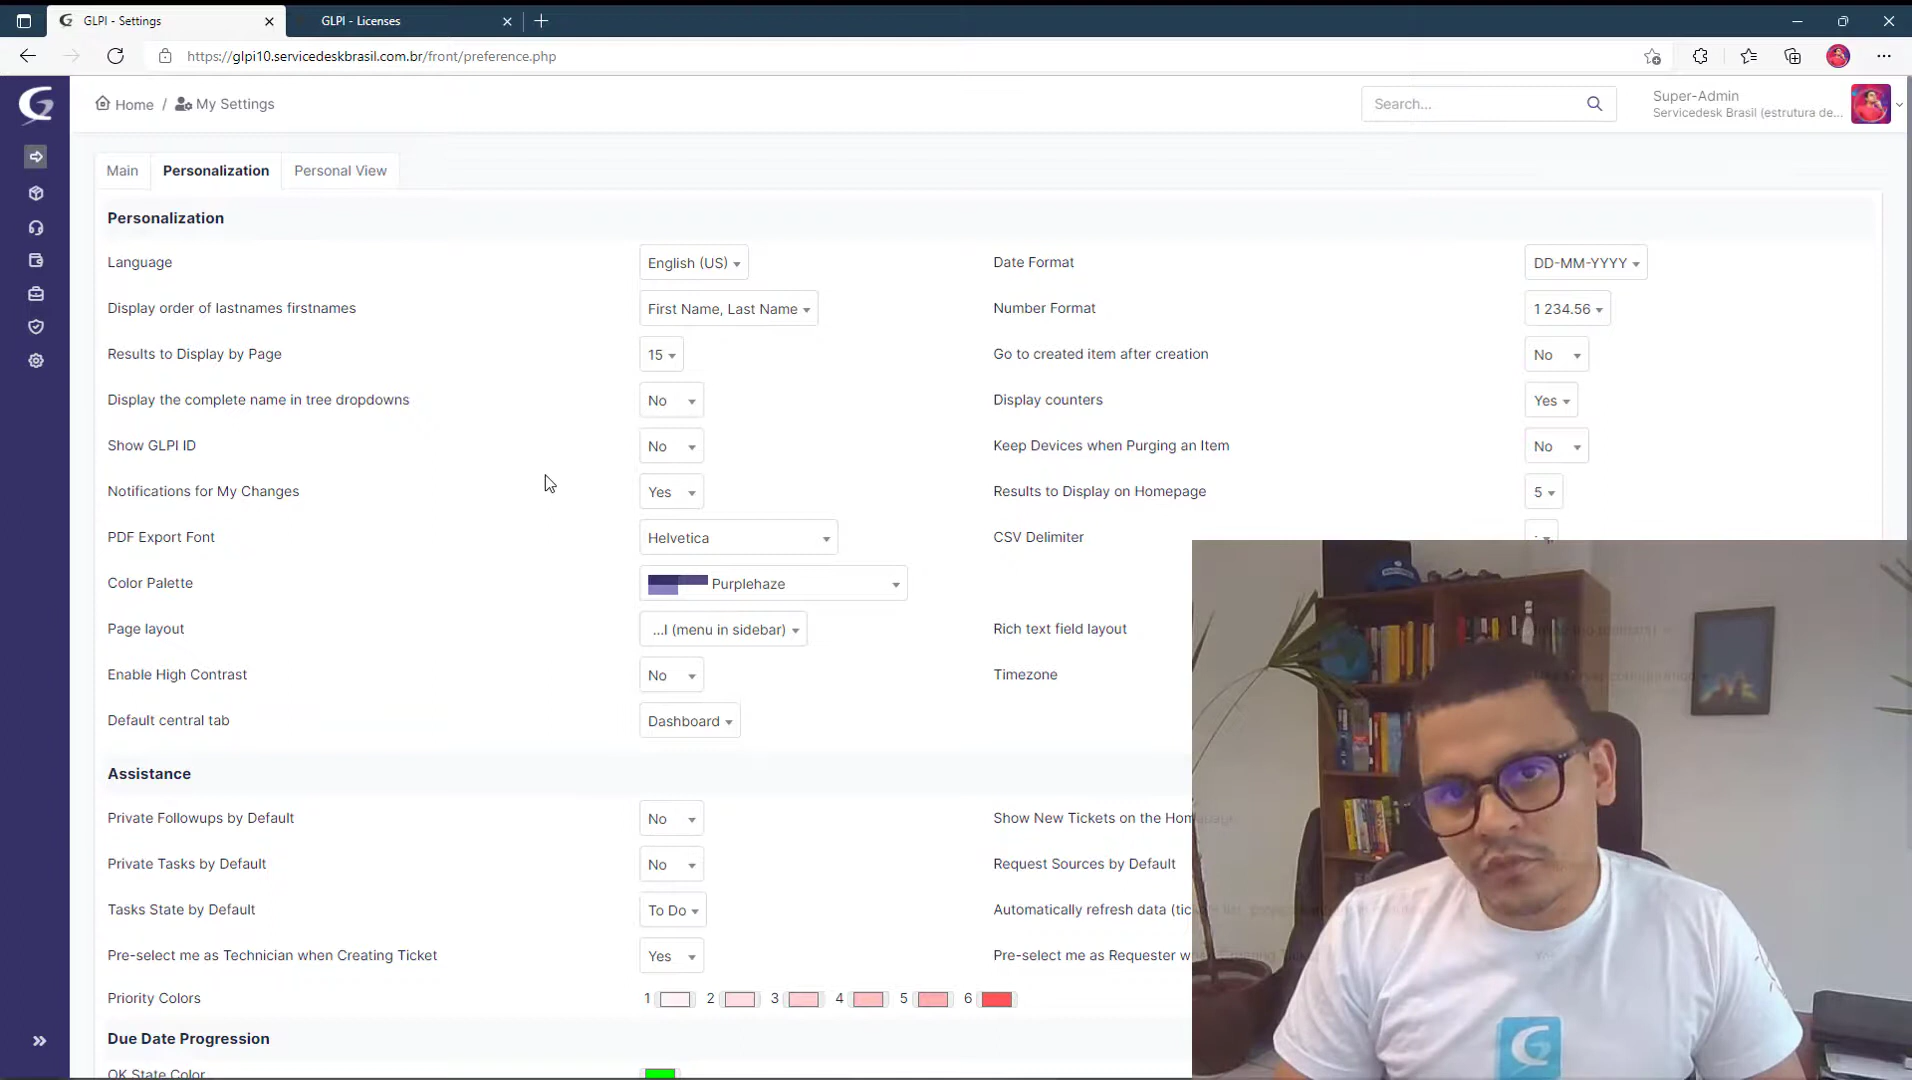 GLPI - Settings
GLPI - Licenses
https://glpi10.servicedeskbrasil.com.br/front/preference.php
Home / My Settings
Search...
Super-Admin
Servicedesk Brasil (estrutura de...
Main
Personalization
Personal View
Personalization
Language
English (US)
Date Format
DD-MM-YYYY
Display order of lastnames firstnames
First Name, Last Name
Number Format
1 234.56
Results to Display by Page
15
Go to created item after creation
No
Display the complete name in tree dropdowns
No
Display counters
Yes
Show GLPI ID
No
Keep Devices when Purging an Item
No
Notifications for My Changes
Yes
Results to Display on Homepage
5
PDF Export Font
Helvetica
CSV Delimiter
Color Palette
Purplehaze
Page layout
...l (menu in sidebar)
Rich text field layout
Enable High Contrast
No
Timezone
Default central tab
Dashboard
Assistance
Private Followups by Default
No
Show New Tickets on the Homepage
Private Tasks by Default
No
Request Sources by Default
Tasks State by Default
To Do
Automatically refresh data
Pre-select me as Technician when Creating Ticket
Yes
Pre-select me as Requester
Priority Colors
1 2 3 4 5 6
Due Date Progression
OK State Color